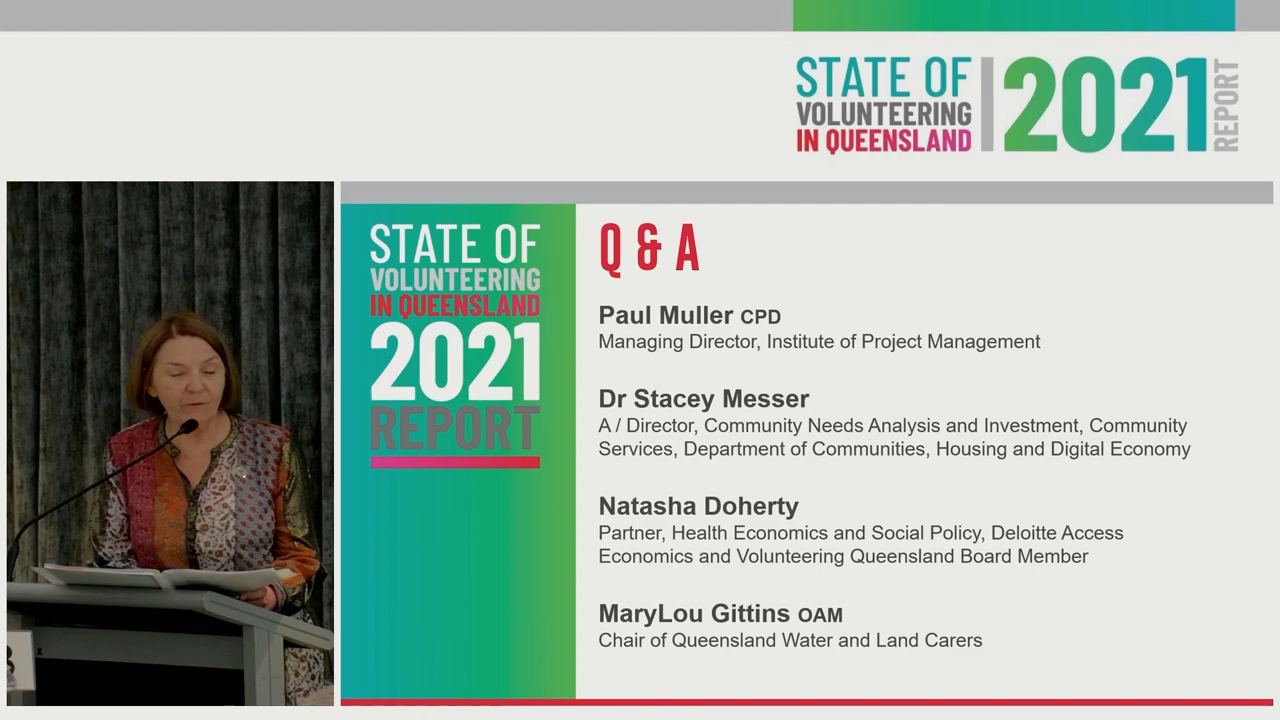 STATE OF
VOLUNTEERING
IN QUEENSLAND
2021
REPORT
STATE OF
VOLUNTEERING
IN QUEENSLAND
2021
REPORT
Q & A
Paul Muller CPD
Managing Director, Institute of Project Management
Dr Stacey Messer
A / Director, Community Needs Analysis and Investment, Community
Services, Department of Communities, Housing and Digital Economy
Natasha Doherty
Partner, Health Economics and Social Policy, Deloitte Access
Economics and Volunteering Queensland Board Member
MaryLou Gittins OAM
Chair of Queensland Water and Land Carers